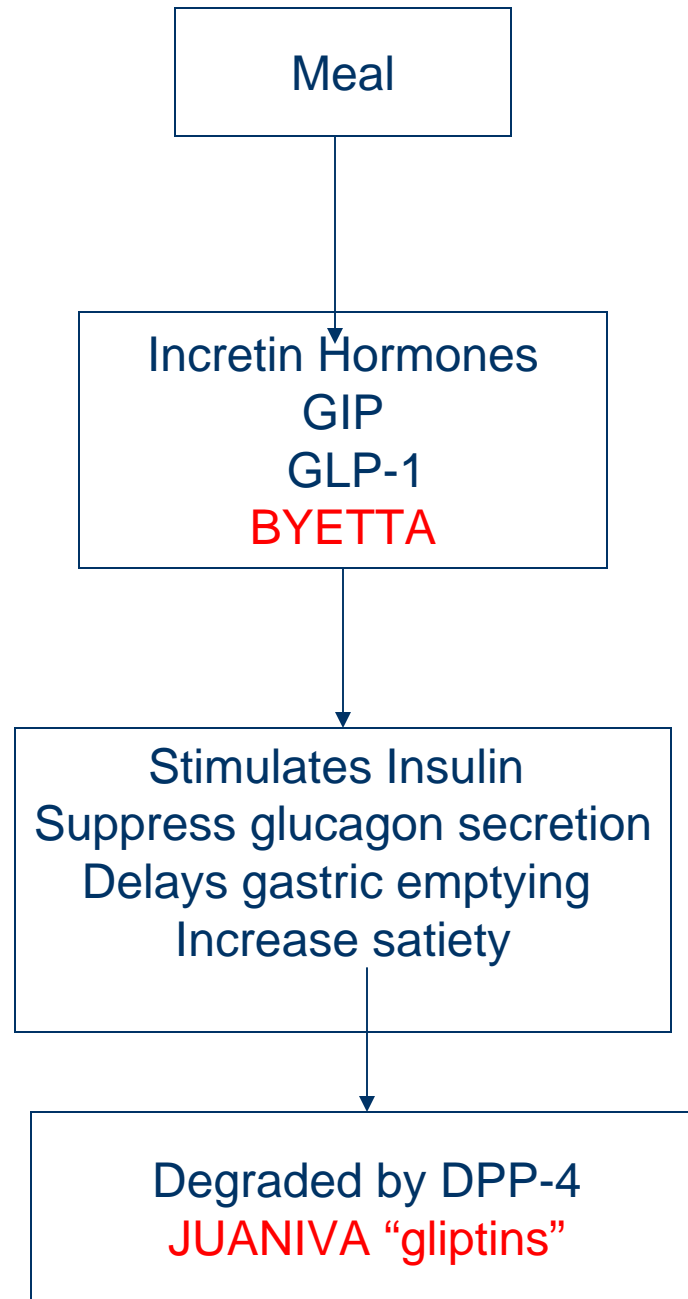 Meal
Incretin Hormones
GIP
GLP-1
BYETTA
Stimulates Insulin
Suppress glucagon secretion
Delays gastric emptying
Increase satiety
Degraded by DPP-4
JUANIVA “gliptins”